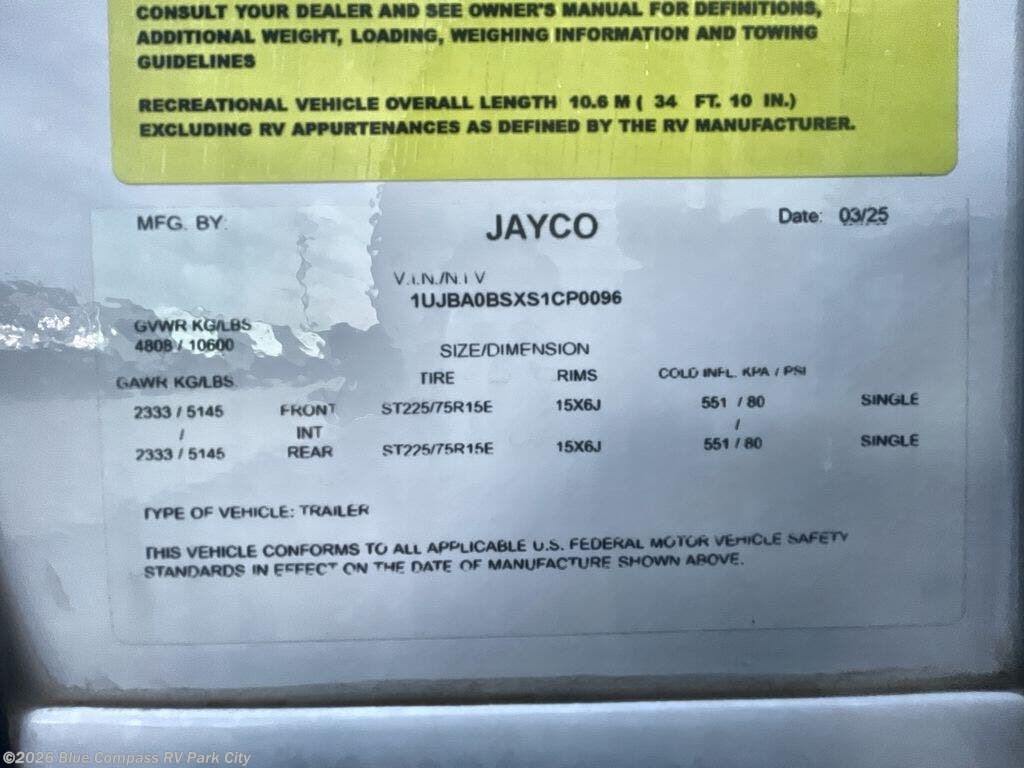 CONSULT YOUR DEALER AND SEE OWNER'S MANUAL FOR DEFINITIONS,
ADDITIONAL WEIGHT, LOADING, WEIGHING INFORMATION AND TOWING
GUIDELINES
RECREATIONAL VEHICLE OVERALL LENGTH 10.6 M ( 34 FT. 10 IN.)
EXCLUDING RV APPURTENANCES AS DEFINED BY THE RV MANUFACTURER.
MFG. BY: JAYCO Date: 03/25
V.I.N./N.I.V
1UJBA0BSXS1CP0096
GVWR KG/LBS
4808 / 10600
SIZE/DIMENSION
GAWR KG/LBS TIRE RIMS COLD INFL. KPA / PSI
2333 / 5145 FRONT ST225/75R15E 15X6J 551 / 80 SINGLE
/ INT /
2333 / 5145 REAR ST225/75R15E 15X6J 551 / 80 SINGLE
TYPE OF VEHICLE: TRAILER
THIS VEHICLE CONFORMS TO ALL APPLICABLE U.S. FEDERAL MOTOR VEHICLE SAFETY
STANDARDS IN EFFECT ON THE DATE OF MANUFACTURE SHOWN ABOVE.
©2026 Blue Compass RV Park City